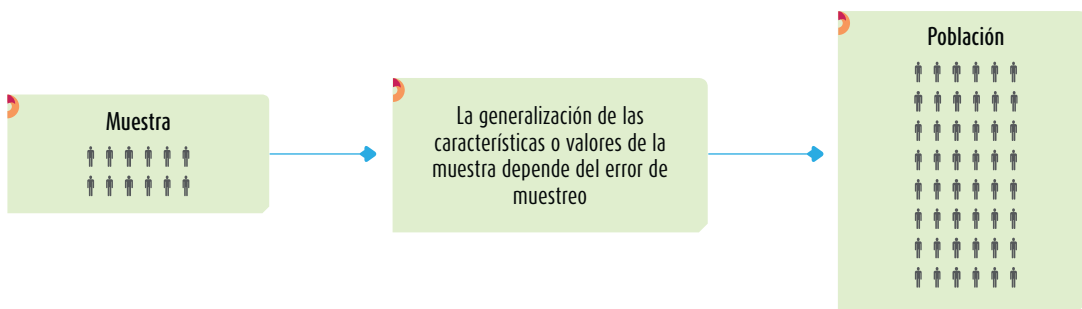 Muestra
La generalización de las
características o valores de la
muestra depende del error de
muestreo
Población